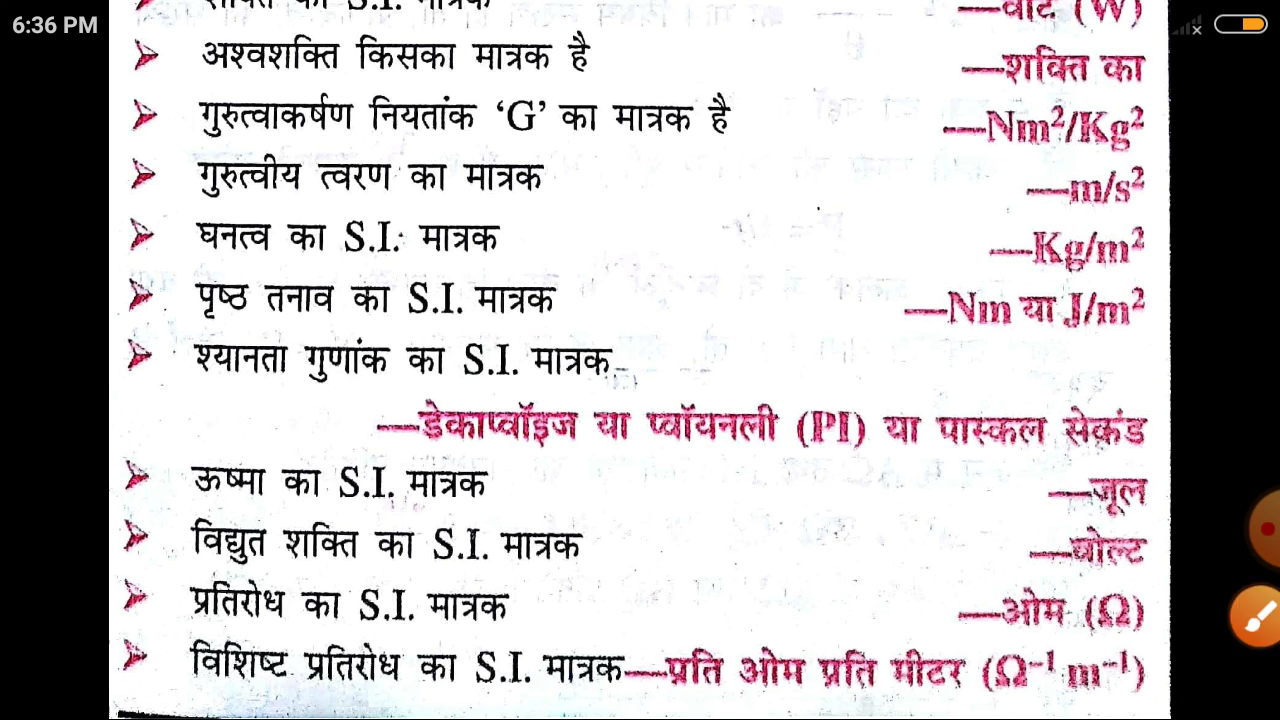 6:36 PM
शक्ति का S.I. मात्रक —वाट (W)
अश्वशक्ति किसका मात्रक है —शक्ति का
गुरुत्वाकर्षण नियतांक ‘G’ का मात्रक है —Nm²/Kg²
गुरुत्वीय त्वरण का मात्रक —m/s²
घनत्व का S.I. मात्रक —Kg/m²
पृष्ठ तनाव का S.I. मात्रक —Nm या J/m²
श्यानता गुणांक का S.I. मात्रक
—डेकाप्वॉइज या प्वॉयनली (PI) या पास्कल सेकंड
ऊष्मा का S.I. मात्रक —जूल
विद्युत शक्ति का S.I. मात्रक —वोल्ट
प्रतिरोध का S.I. मात्रक —ओम (Ω)
विशिष्ट प्रतिरोध का S.I. मात्रक—प्रति ओम प्रति मीटर (Ω⁻¹ m⁻¹)